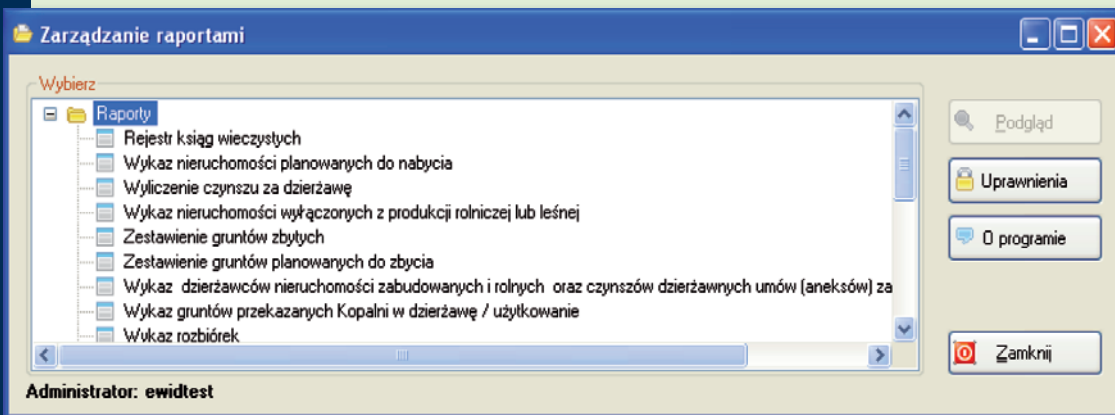 Zarządzanie raportami
Wybierz
Raporty
Rejestr ksiąg wieczystych
Wykaz nieruchomości planowanych do nabycia
Wyliczenie czynszu za dzierżawę
Wykaz nieruchomości wyłączonych z produkcji rolniczej lub leśnej
Zestawienie gruntów zbytych
Zestawienie gruntów planowanych do zbycia
Wykaz dzierżawców nieruchomości zabudowanych i rolnych oraz czynszów dzierżawnych umów (aneksów) za
Wykaz gruntów przekazanych Kopalni w dzierżawę / użytkowanie
Wykaz rozbiórek
Podgląd
Uprawnienia
O programie
Zamknij
Administrator: ewidtest